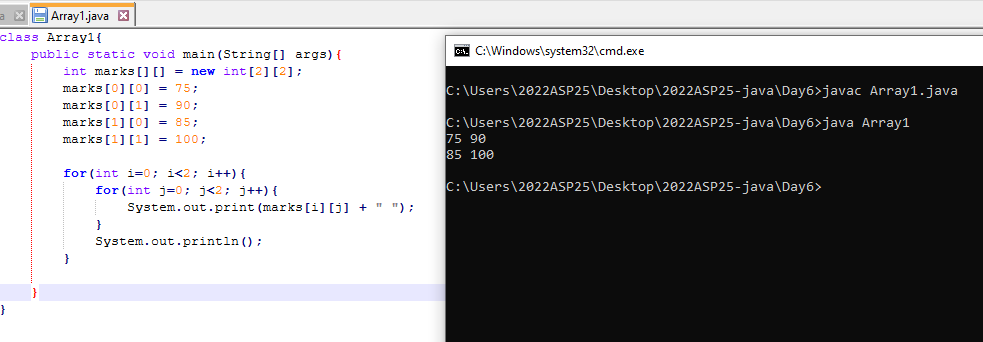 a
Array1.java
class Array1{
public static void main(String[] args){
int marks[][] = new int[2][2];
marks[0][0] = 75;
marks[0][1] = 90;
marks[1][0] = 85;
marks[1][1] = 100;
for(int i=0; i<2; i++){
for(int j=0; j<2; j++){
System.out.print(marks[i][j] + " ");
}
System.out.println();
}
}
}
C:\Windows\system32\cmd.exe
C:\Users\2022ASP25\Desktop\2022ASP25-java\Day6>javac Array1.java
C:\Users\2022ASP25\Desktop\2022ASP25-java\Day6>java Array1
75 90
85 100
C:\Users\2022ASP25\Desktop\2022ASP25-java\Day6>